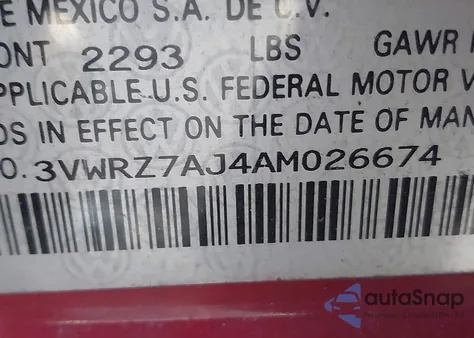 E MEXICO S.A. DE C.V.
ONT 2293 LBS GAWR
PPLICABLE U.S. FEDERAL MOTOR V
DS IN EFFECT ON THE DATE OF MAN
O. 3VWRZ7AJ4AM026674
autoSnap